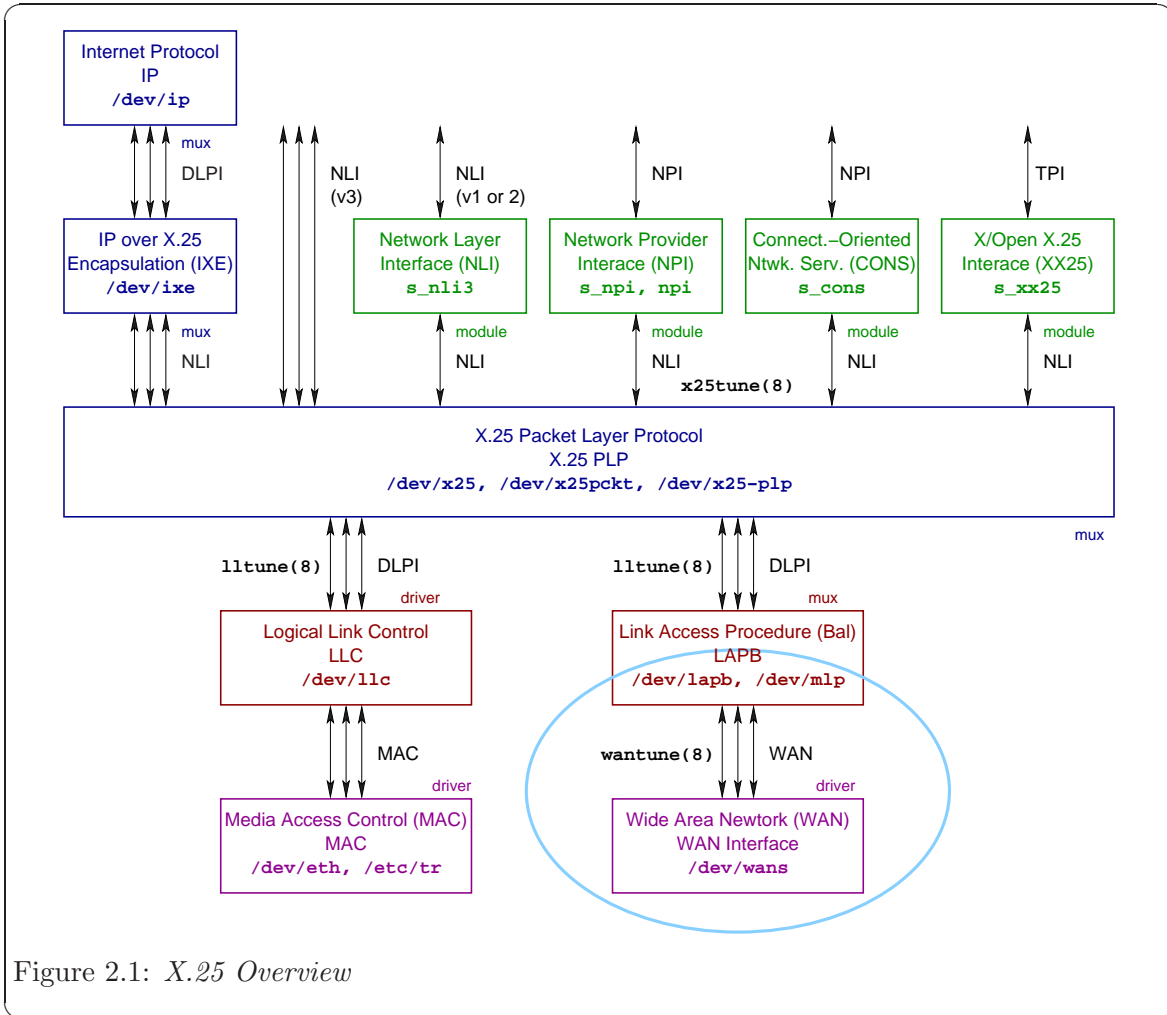 Internet Protocol
IP
/dev/ip
mux
DLPI
NLI
(v3)
NLI
(v1 or 2)
NPI
NPI
TPI
IP over X.25
Encapsulation (IXE)
/dev/ixe
Network Layer
Interface (NLI)
s_nli3
Network Provider
Interace (NPI)
s_npi, npi
Connect.−Oriented
Ntwk. Serv. (CONS)
s_cons
X/Open X.25
Interace (XX25)
s_xx25
mux
NLI
module
NLI
module
NLI
module
NLI
module
NLI
x25tune(8)
X.25 Packet Layer Protocol
X.25 PLP
/dev/x25, /dev/x25pckt, /dev/x25-plp
mux
lltune(8)
DLPI
driver
lltune(8)
DLPI
mux
Logical Link Control
LLC
/dev/llc
Link Access Procedure (Bal)
LAPB
/dev/lapb, /dev/mlp
MAC
driver
wantune(8)
WAN
driver
Media Access Control (MAC)
MAC
/dev/eth, /etc/tr
Wide Area Newtork (WAN)
WAN Interface
/dev/wans
Figure 2.1: X.25 Overview